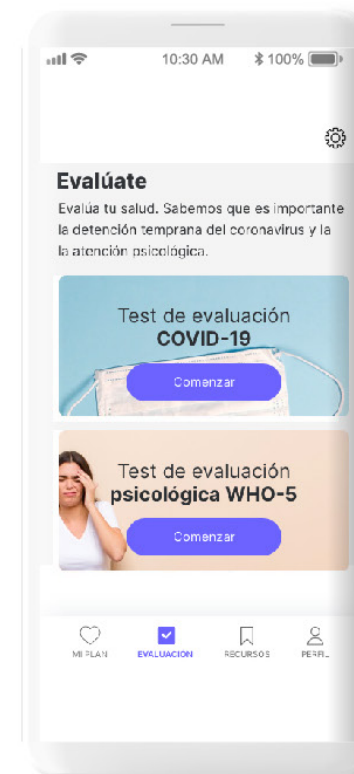 10:30 AM
100%
Evalúate
Evalúa tu salud. Sabemos que es importante
la detención temprana del coronavirus y la
la atención psicológica.
Test de evaluación
COVID-19
Comenzar
Test de evaluación
psicológica WHO-5
Comenzar
MI PLAN
EVALUACION
RECURSOS
PERFIL